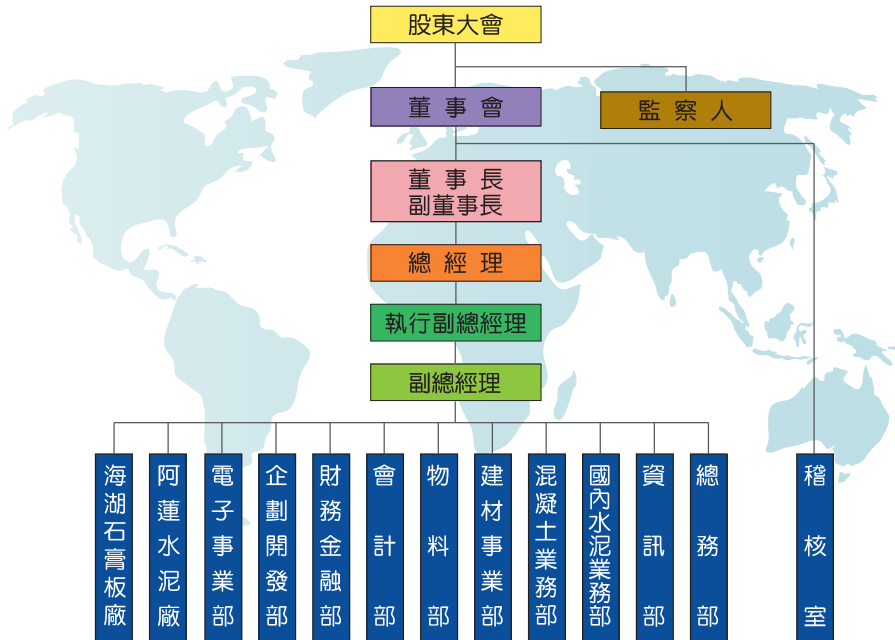 股東大會
董事會
監察人
董事長
副董事長
總經理
執行副總經理
副總經理
海湖石膏板廠
阿蓮水泥廠
電子事業部
企劃開發部
財務金融部
會計部
物料部
建材事業部
混凝土業務部
國內水泥業務部
資訊部
總務部
稽核室